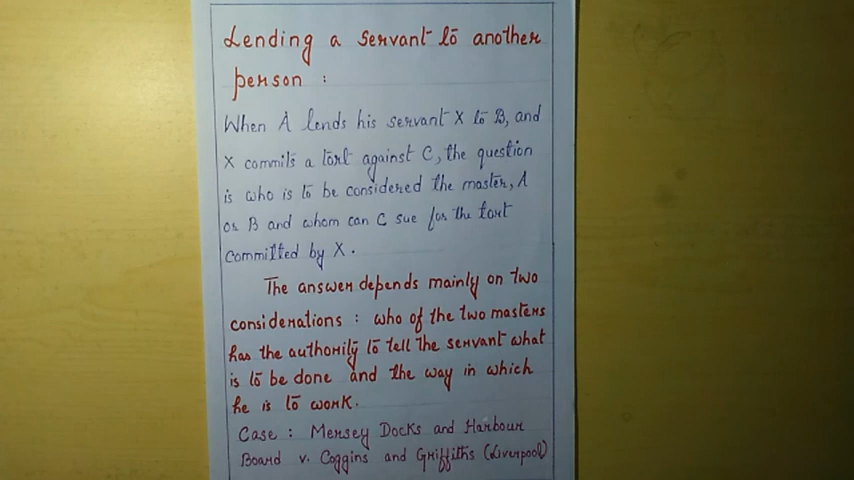 Lending a servant to another
person :
When A lends his servant X to B, and
X commits a tort against C, the question
is who is to be considered the master, A
or B and whom can C sue for the tort
committed by X.
The answer depends mainly on two
considerations : who of the two masters
has the authority to tell the servant what
is to be done and the way in which
he is to work.
Case : Mersey Docks and Harbour
Board v. Coggins and Griffiths (Liverpool)